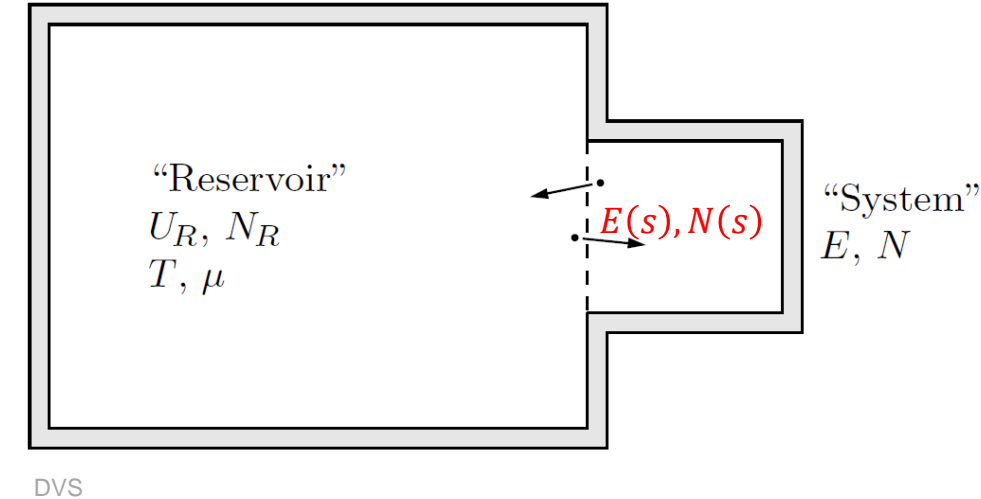 “Reservoir”
U_R, N_R
T, μ
E(s), N(s)
“System”
E, N
DVS